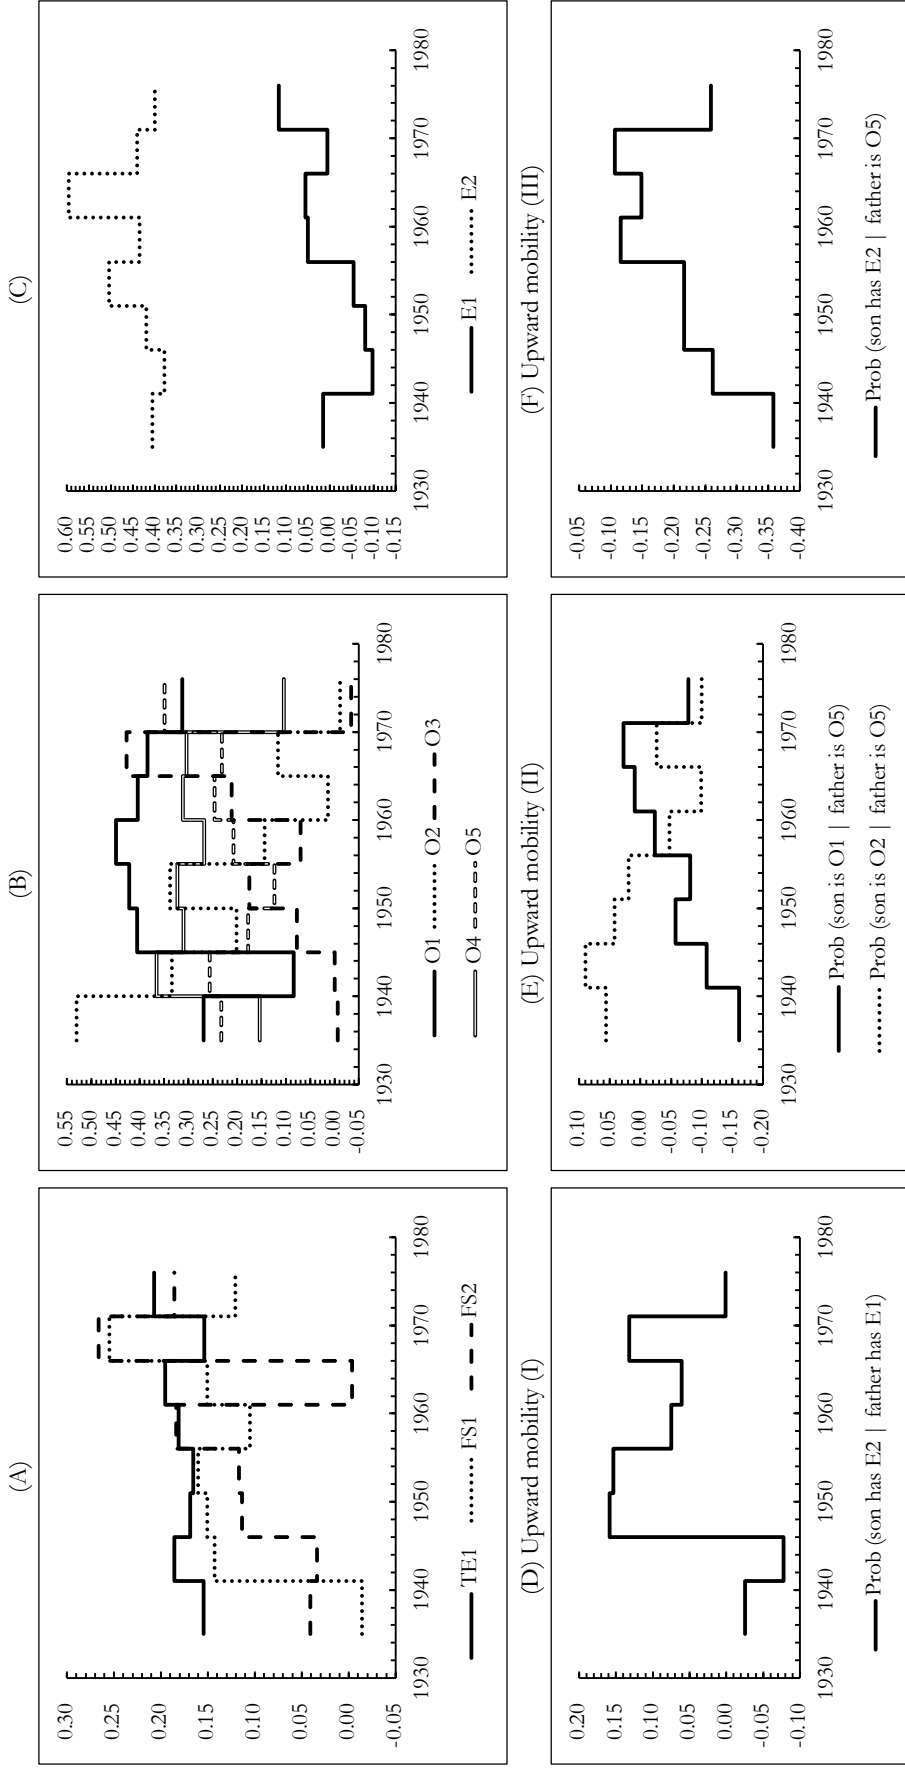 (A)
0.30
0.25
0.20
0.15
0.10
0.05
0.00
-0.05
1930 1940 1950 1960 1970 1980
TE1 FS1 FS2
(B)
0.55
0.50
0.45
0.40
0.35
0.30
0.25
0.20
0.15
0.10
0.05
0.00
-0.05
1930 1940 1950 1960 1970 1980
O1 O2 O3
O4 O5
(C)
0.60
0.55
0.50
0.45
0.40
0.35
0.30
0.25
0.20
0.15
0.10
0.05
0.00
-0.05
-0.10
-0.15
1930 1940 1950 1960 1970 1980
E1 E2
(D) Upward mobility (I)
0.20
0.15
0.10
0.05
0.00
-0.05
-0.10
1930 1940 1950 1960 1970 1980
Prob (son has E2 | father has E1)
(E) Upward mobility (II)
0.10
0.05
0.00
-0.05
-0.10
-0.15
-0.20
1930 1940 1950 1960 1970 1980
Prob (son is O1 | father is O5)
Prob (son is O2 | father is O5)
(F) Upward mobility (III)
-0.05
-0.10
-0.15
-0.20
-0.25
-0.30
-0.35
-0.40
1930 1940 1950 1960 1970 1980
Prob (son has E2 | father is O5)